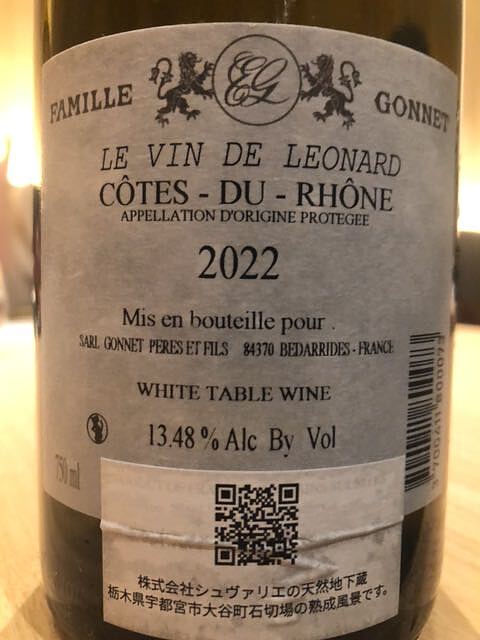 EG
FAMILLE GONNET
LE VIN DE LEONARD
CÔTES - DU - RHÔNE
APPELLATION D'ORIGINE PROTEGEE
2022
Mis en bouteille pour .
SARL GONNET PERES ET FILS 84370 BEDARRIDES - FRANCE
WHITE TABLE WINE
13.48 % Alc By Vol
750 ml
3 700641 800073
株式会社シュヴァリエの天然地下蔵
栃木県宇都宮市大谷町石切場の熟成風景です。